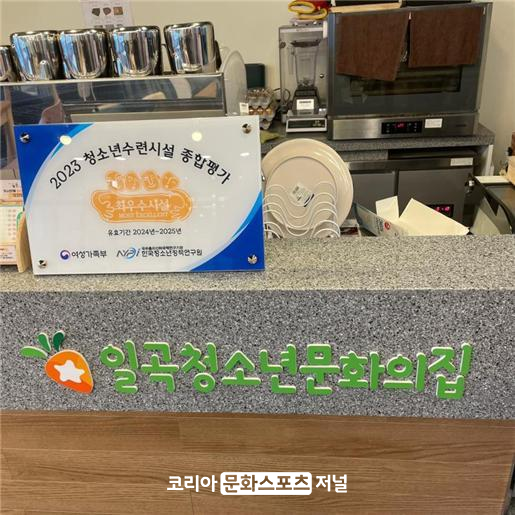 2023 청소년수련시설 종합평가
최우수시설
MOST EXCELLENT
유효기간 2024년~2025년
여성가족부
한국청소년정책연구원
일곡청소년문화의집
코리아 문화스포츠 저널